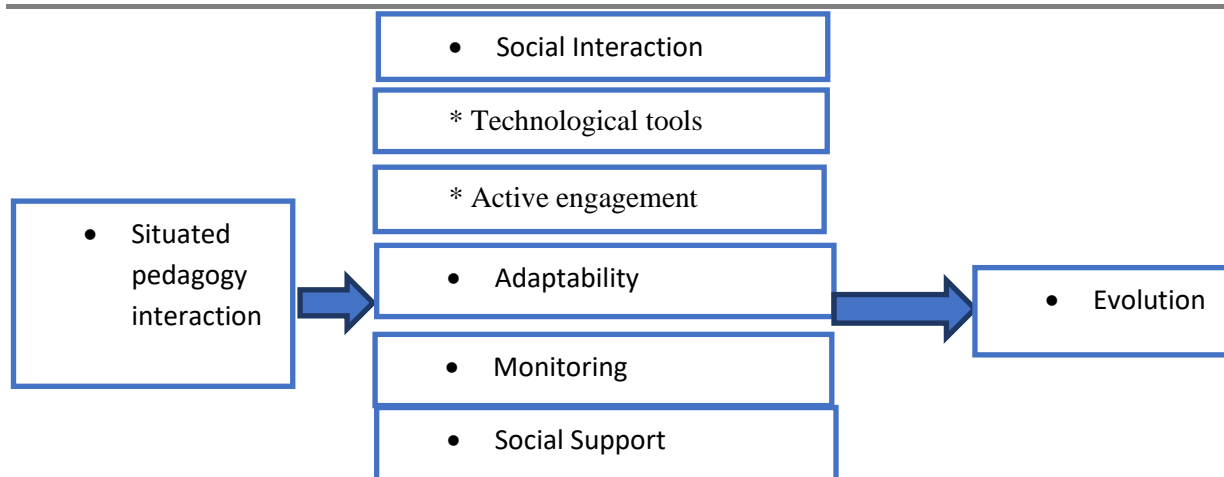 • Social Interaction
* Technological tools
* Active engagement
• Situated
pedagogy
interaction
• Adaptability
• Evolution
• Monitoring
• Social Support